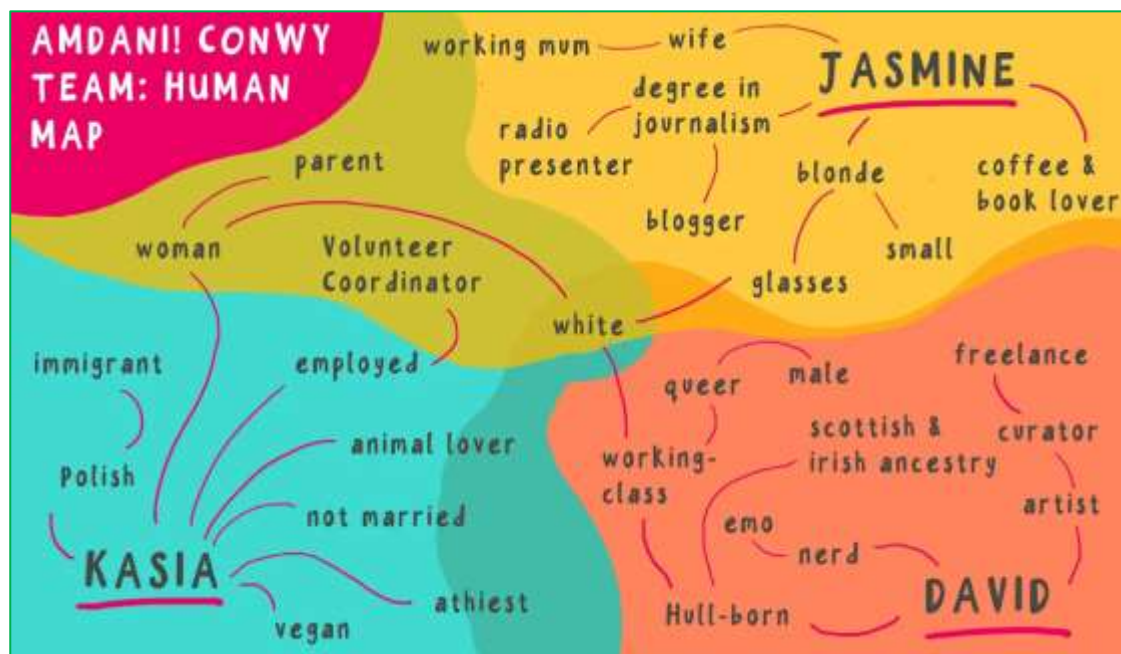 AMDANI! CONWY
TEAM: HUMAN
MAP
working mum
wife
JASMINE
degree in
journalism
radio
presenter
blogger
blonde
small
glasses
coffee &
book lover
parent
woman
Volunteer
Coordinator
white
immigrant
Polish
employed
animal lover
not married
athiest
vegan
KASIA
queer
male
working-
class
scottish &
irish ancestry
freelance
curator
artist
emo
nerd
Hull-born
DAVID